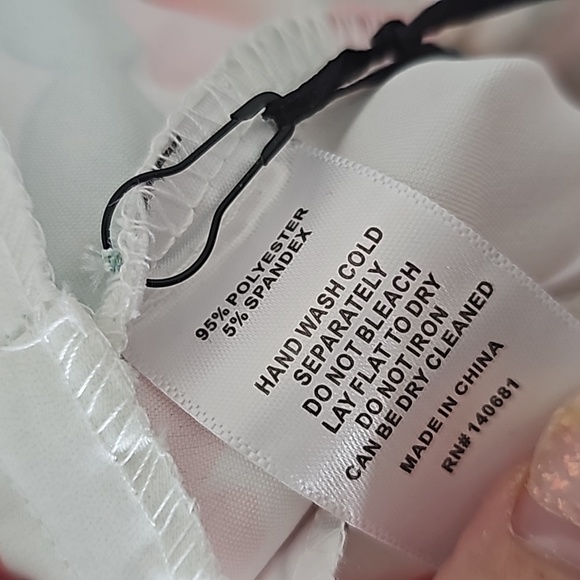 95% POLYESTER
5% SPANDEX
HAND WASH COLD
SEPARATELY
DO NOT BLEACH
LAY FLAT TO DRY
DO NOT IRON
CAN BE DRY CLEANED
MADE IN CHINA
RN# 140681